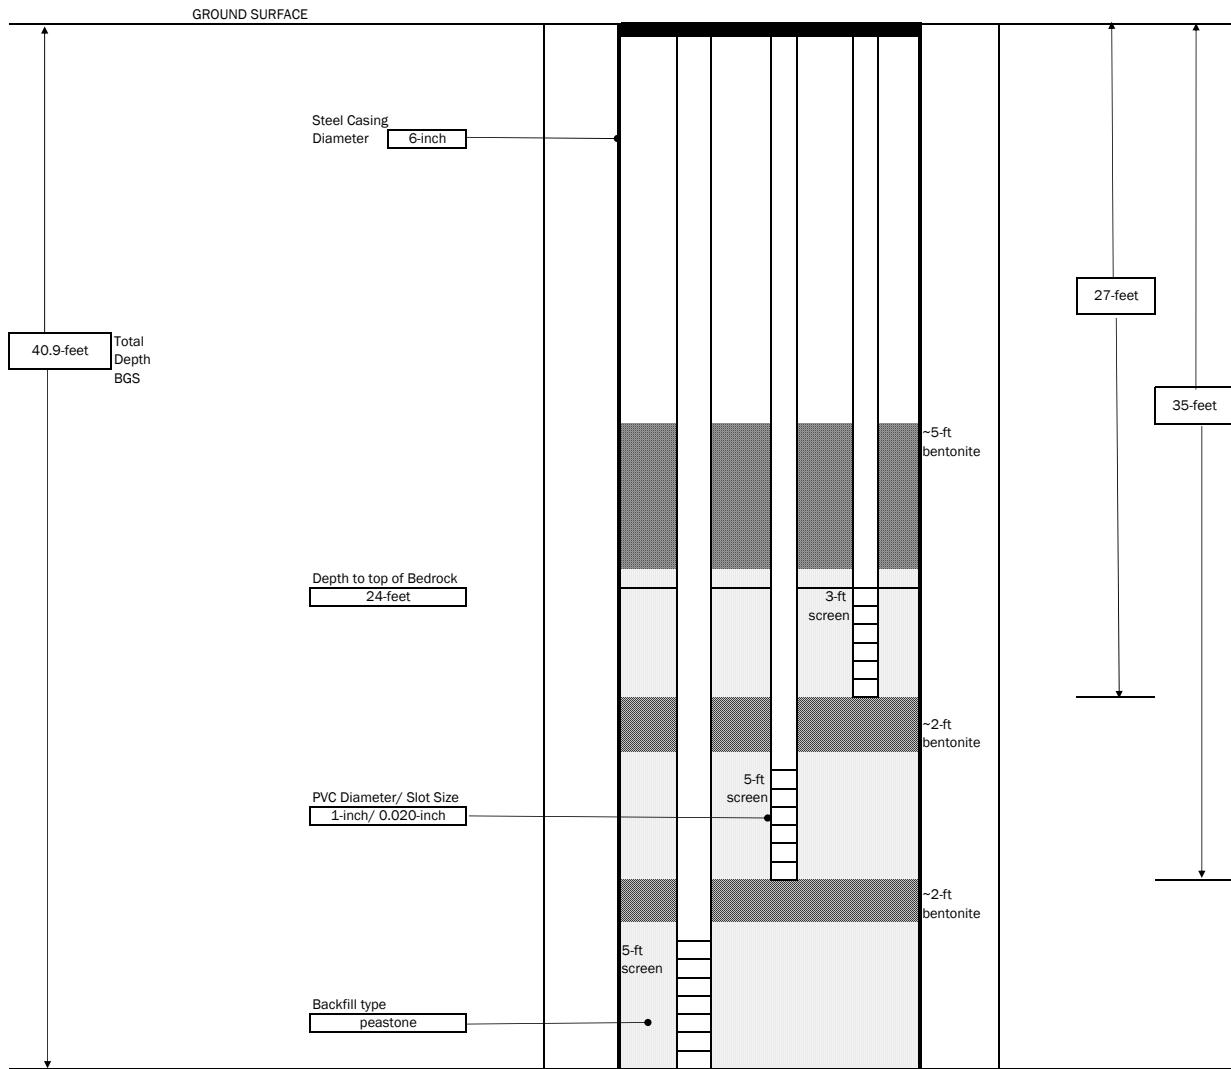 GROUND SURFACE
Steel Casing
Diameter
6-inch
27-feet
40.9-feet
Total
Depth
BGS
35-feet
~5-ft
bentonite
Depth to top of Bedrock
24-feet
3-ft
screen
~2-ft
bentonite
5-ft
screen
PVC Diameter/ Slot Size
1-inch/ 0.020-inch
~2-ft
bentonite
5-ft
screen
Backfill type
peastone